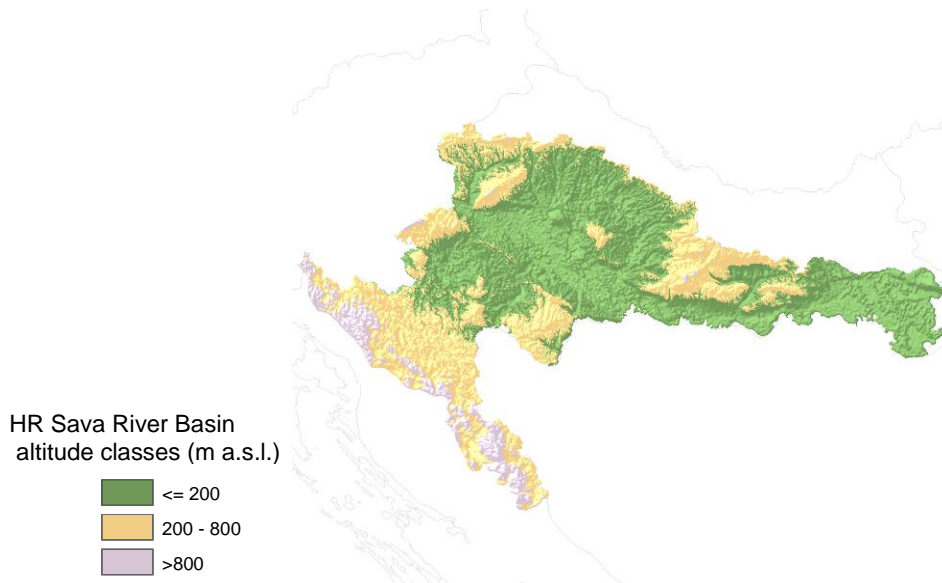 HR Sava River Basin
altitude classes (m a.s.l.)
<= 200
200 - 800
>800